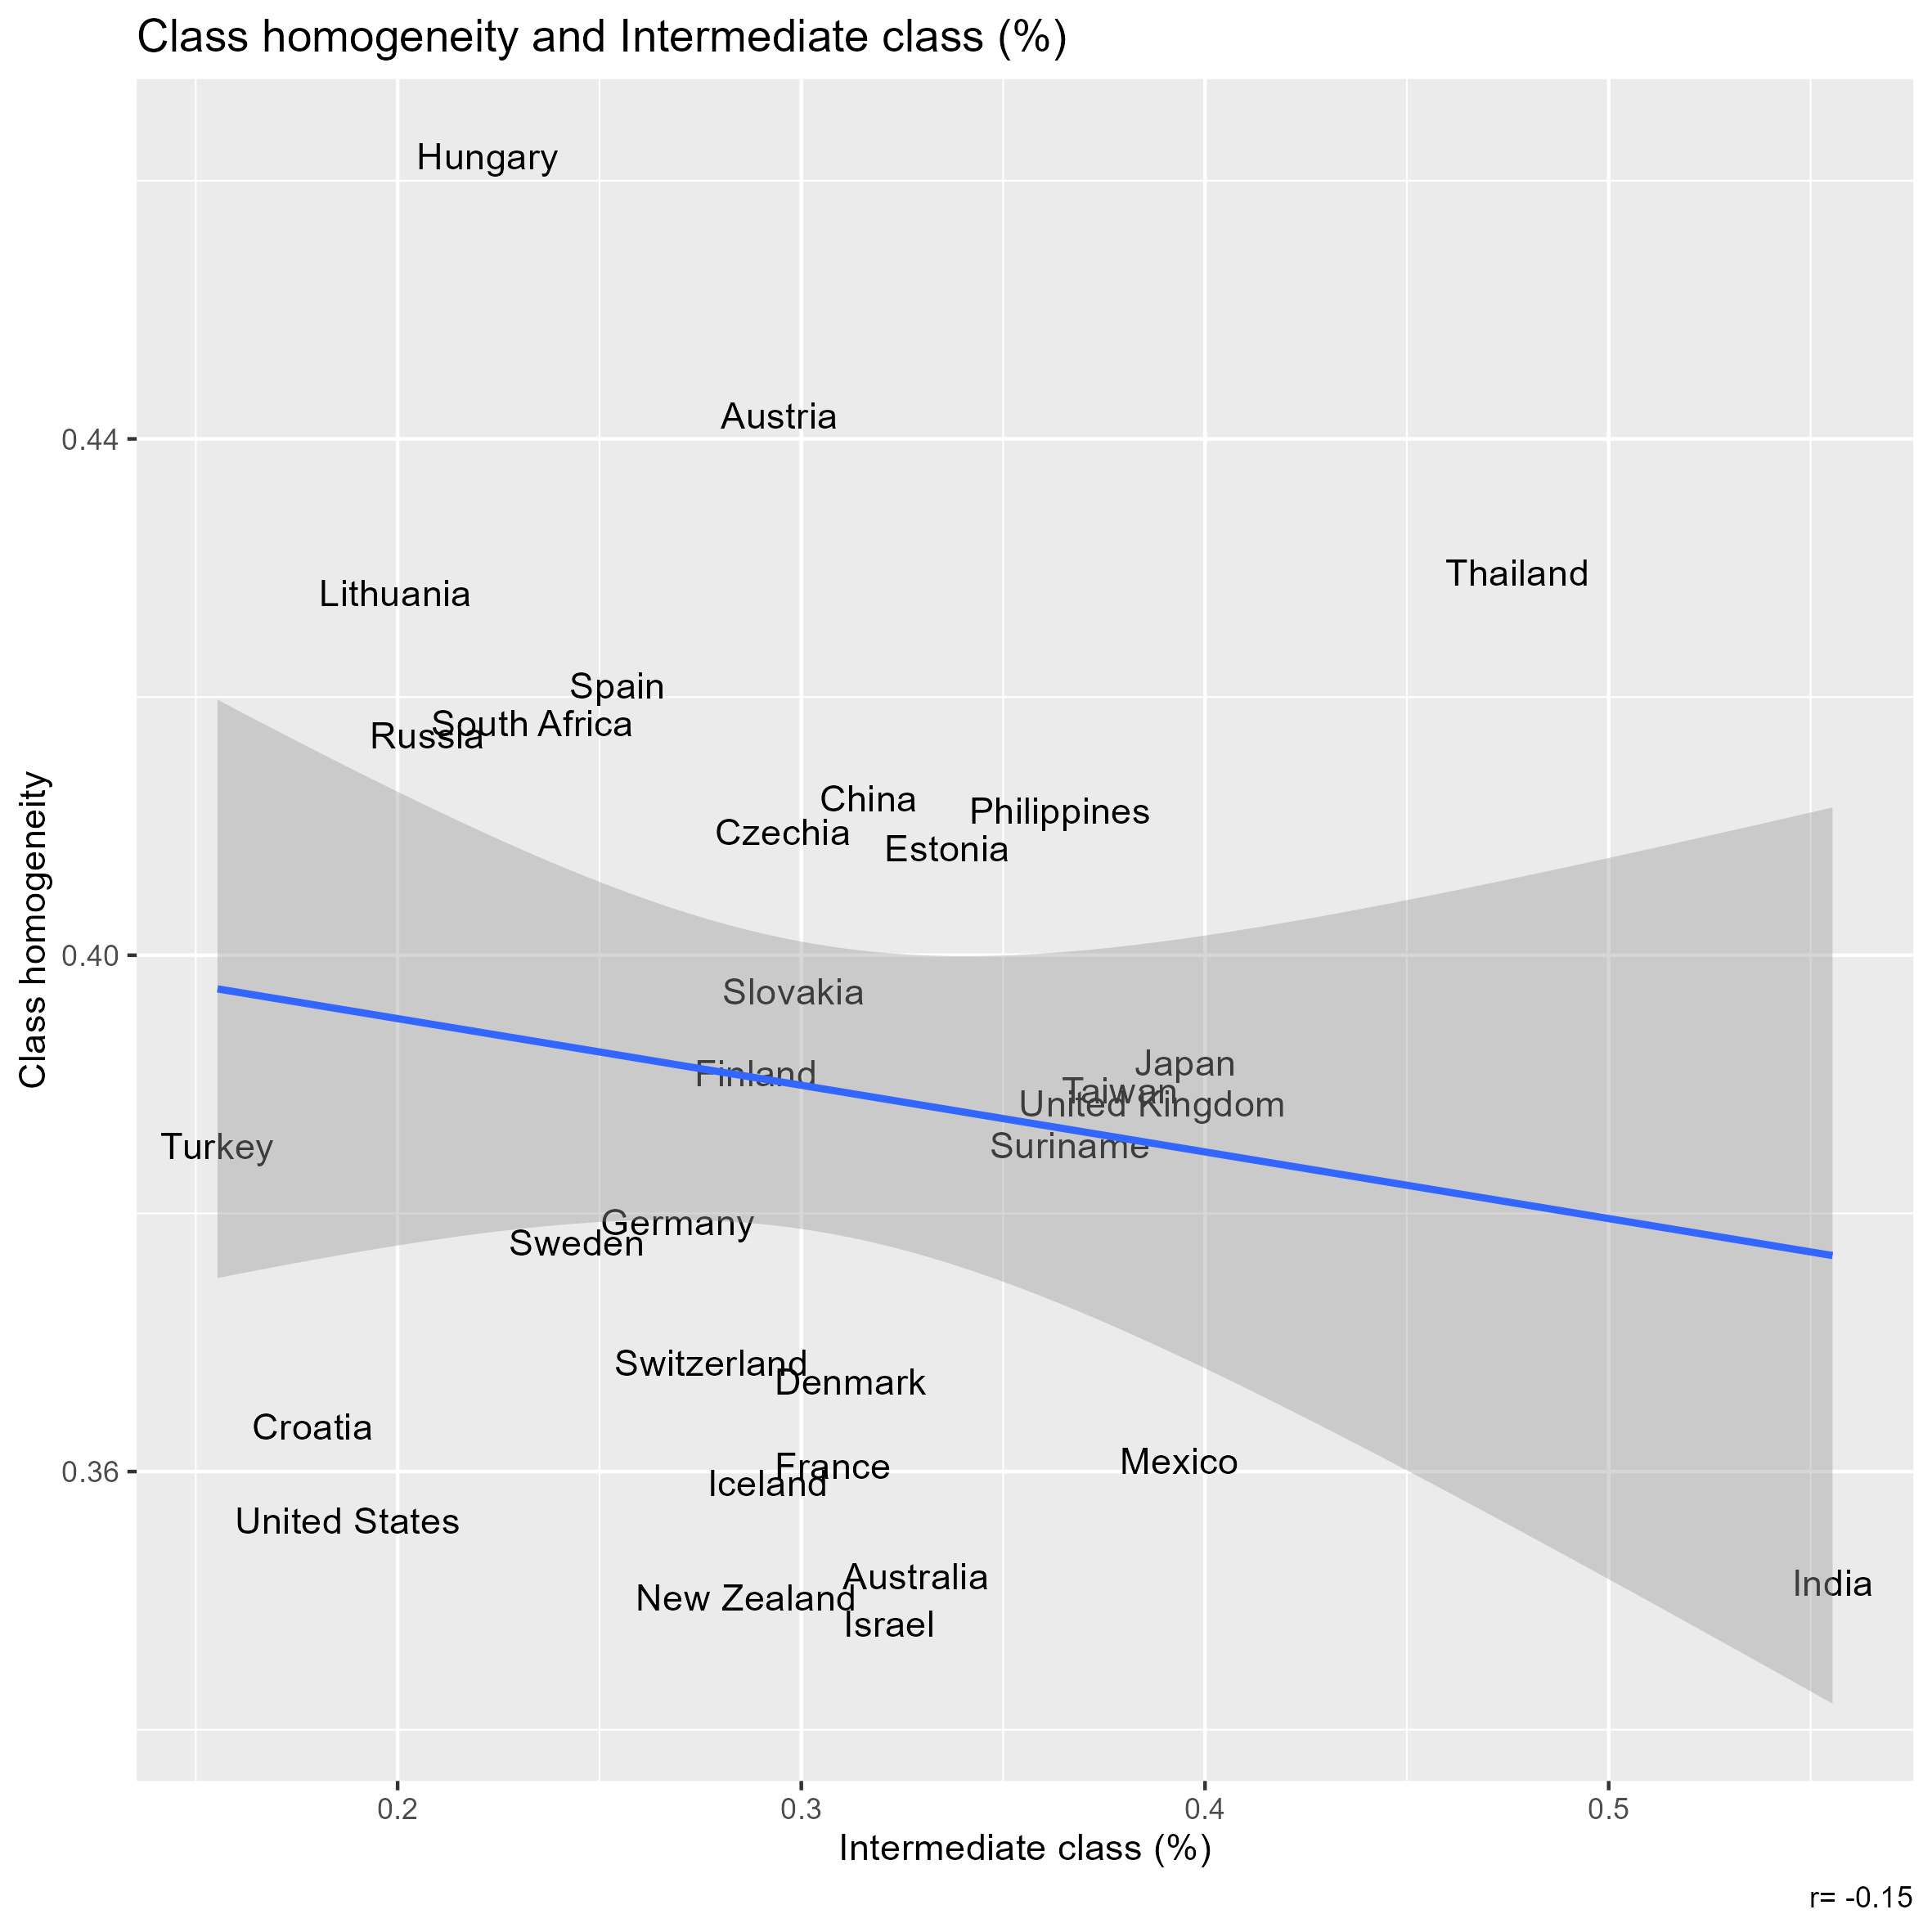 Class homogeneity and Intermediate class (%)
Hungary
Austria
Thailand
Lithuania
Spain
South Africa
Russia
China
Philippines
Czechia
Estonia
Slovakia
Finland
Japan
Taiwan
United Kingdom
Suriname
Turkey
Germany
Sweden
Switzerland
Denmark
Croatia
Mexico
France
Iceland
United States
Australia
India
New Zealand
Israel
0.44
0.40
0.36
Class homogeneity
0.2 0.3 0.4 0.5
Intermediate class (%)
r= -0.15